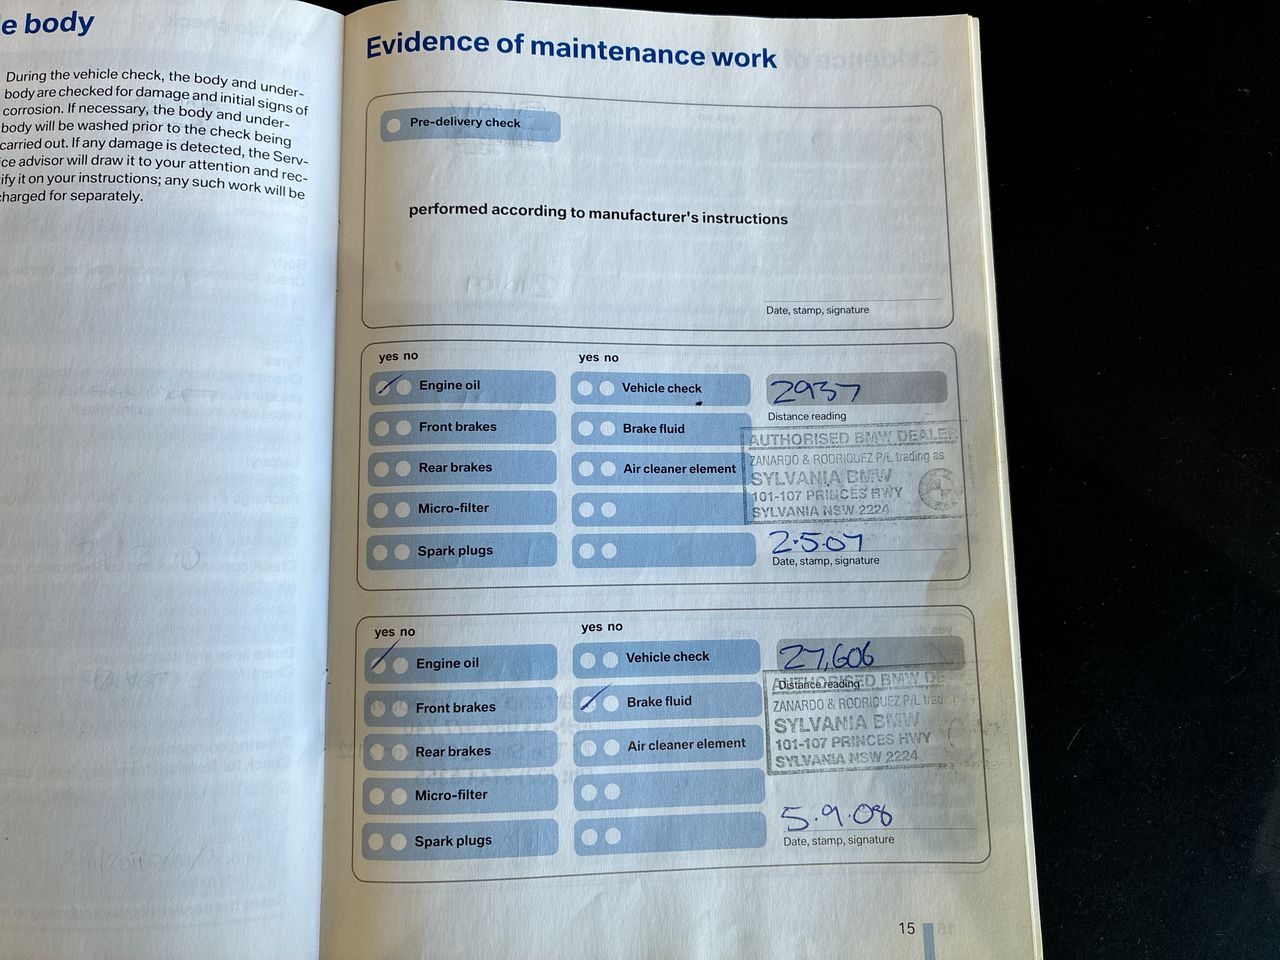 e body
During the vehicle check, the body and under-
body are checked for damage and initial signs of
corrosion. If necessary, the body and under-
body will be washed prior to the check being
carried out. If any damage is detected, the Serv-
ice advisor will draw it to your attention and rec-
ify it on your instructions; any such work will be
charged for separately.
Evidence of maintenance work
Pre-delivery check
performed according to manufacturer's instructions
Date, stamp, signature
yes no
yes no
Engine oil
Vehicle check
2937
Distance reading
Front brakes
Brake fluid
AUTHORISED BMW DEALER
ZANARDO & RODRIQUEZ P/L trading as
Rear brakes
Air cleaner element
SYLVANIA BMW
101-107 PRINCES HWY
SYLVANIA NSW 2224
Micro-filter
Spark plugs
2.5.07
Date, stamp, signature
yes no
yes no
Engine oil
Vehicle check
27,606
Distance reading
AUTHORISED BMW DE
Front brakes
Brake fluid
ZANARDO & RODRIQUEZ P/L trad
SYLVANIA BMW
Rear brakes
Air cleaner element
101-107 PRINCES HWY
SYLVANIA NSW 2224
Micro-filter
5.9.08
Spark plugs
Date, stamp, signature
15